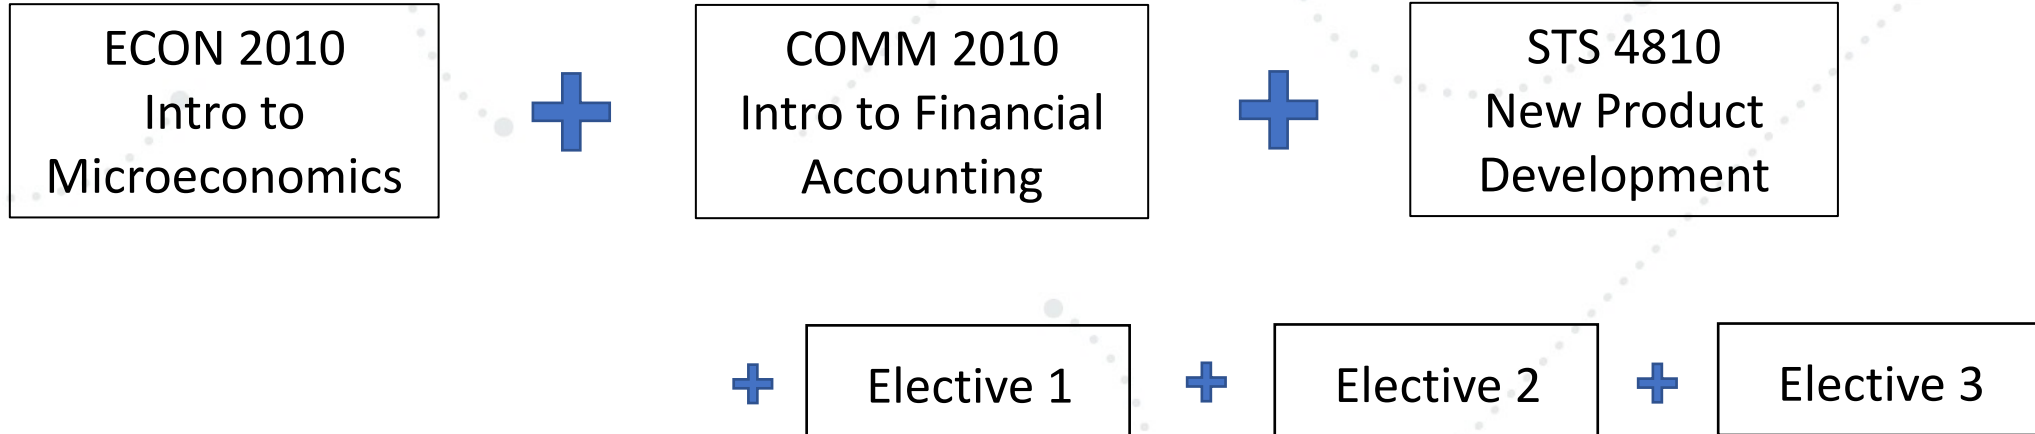 ECON 2010
Intro to
Microeconomics
COMM 2010
Intro to Financial
Accounting
STS 4810
New Product
Development
Elective 1
Elective 2
Elective 3